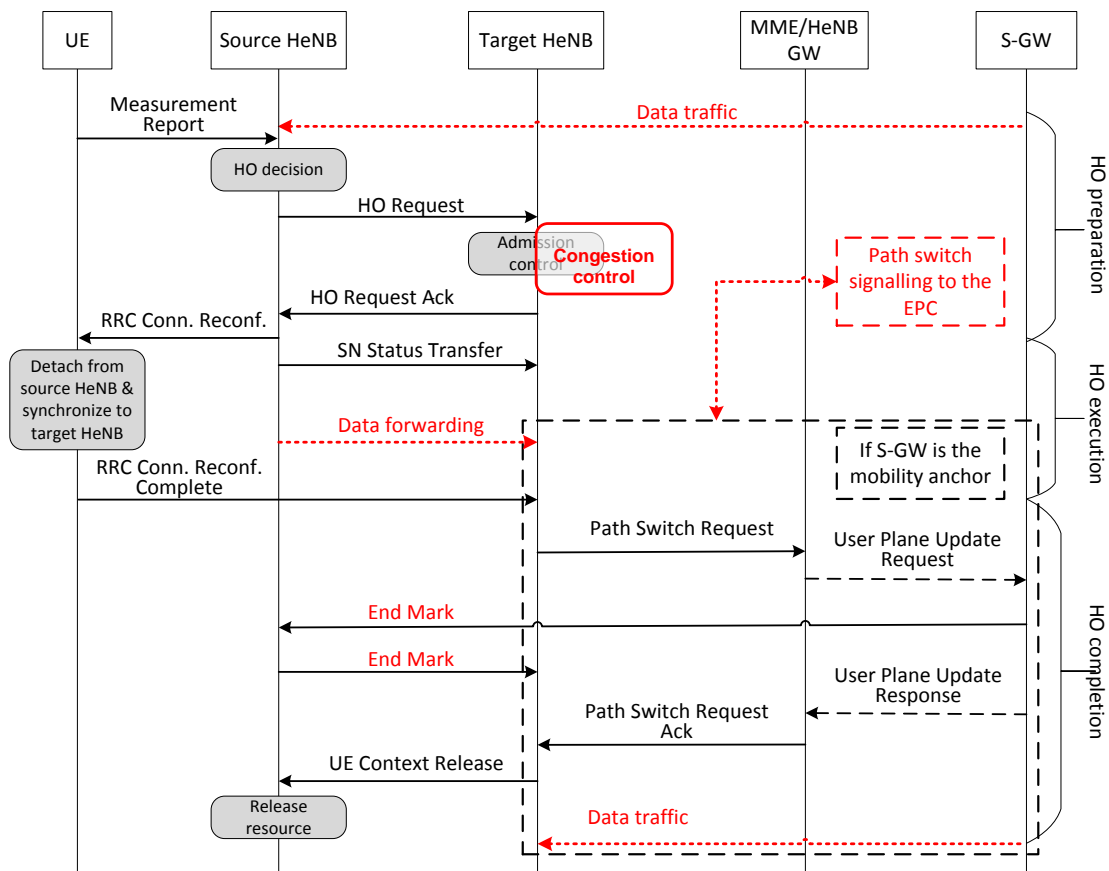 UE
Source HeNB
Target HeNB
MME/HeNB
GW
S-GW
Measurement
Report
Data traffic
HO decision
HO preparation
HO Request
Admission
control
Congestion
control
Path switch
signalling to the
EPC
HO Request Ack
RRC Conn. Reconf.
SN Status Transfer
Detach from
source HeNB &
synchronize to
target HeNB
HO execution
Data forwarding
If S-GW is the
mobility anchor
RRC Conn. Reconf.
Complete
Path Switch Request
User Plane Update
Request
HO completion
End Mark
End Mark
User Plane Update
Response
Path Switch Request
Ack
UE Context Release
Release
resource
Data traffic